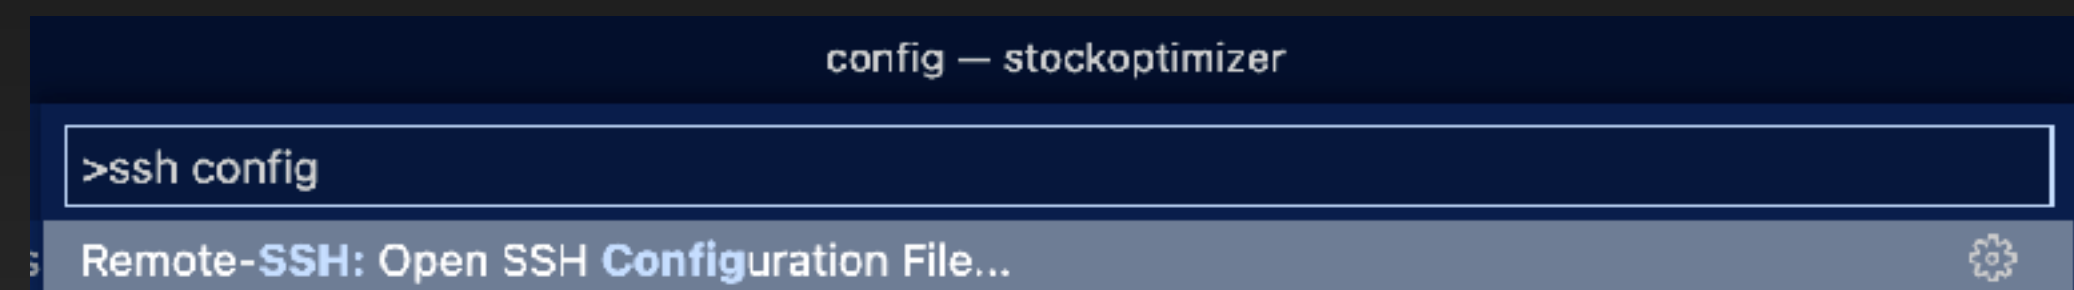 config — stockoptimizer
>ssh config
Remote-SSH: Open SSH Configuration File...